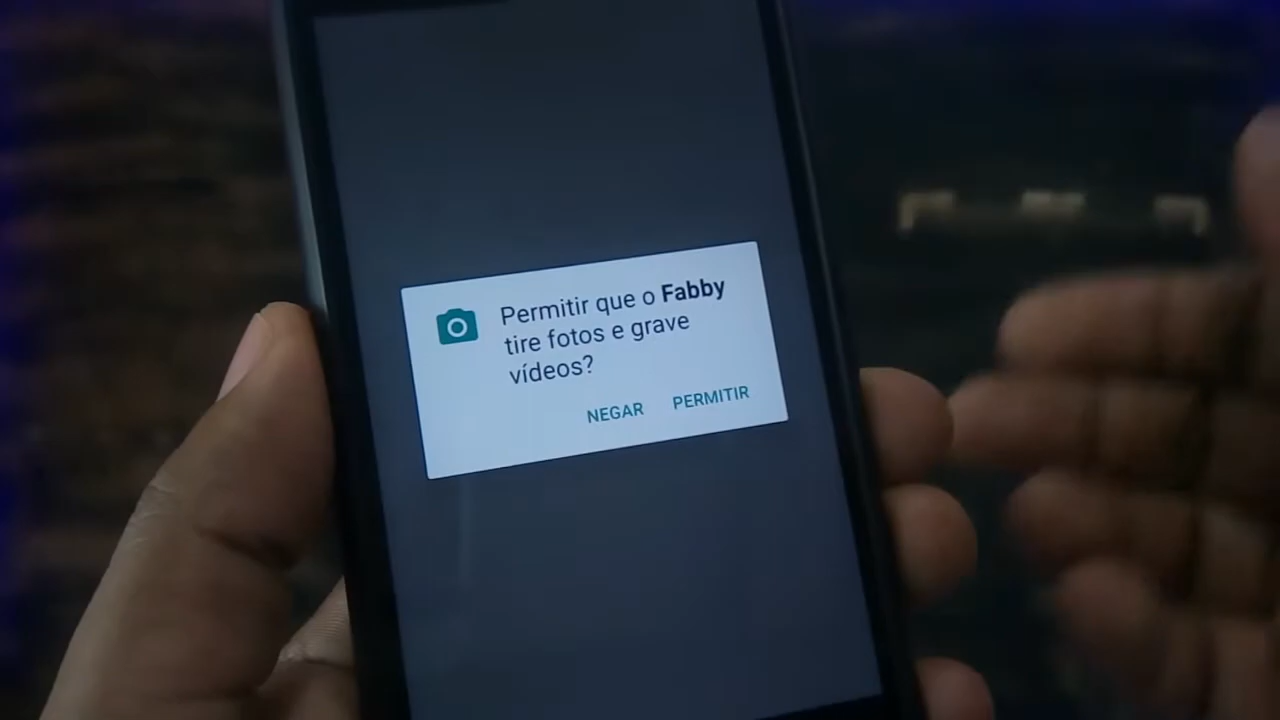 Permitir que o Fabby
tire fotos e grave
vídeos?
NEGAR PERMITIR